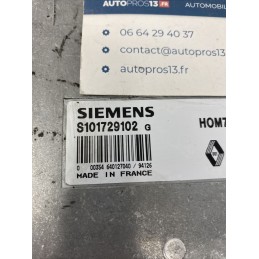 AUTOPROS13.FR
AUTOMOBIL
06 64 29 40 37
contact@autopros13
autopros13.fr
SIEMENS
S101729102 G
HOM7
0 00354 640127040 / 94126
MADE IN FRANCE